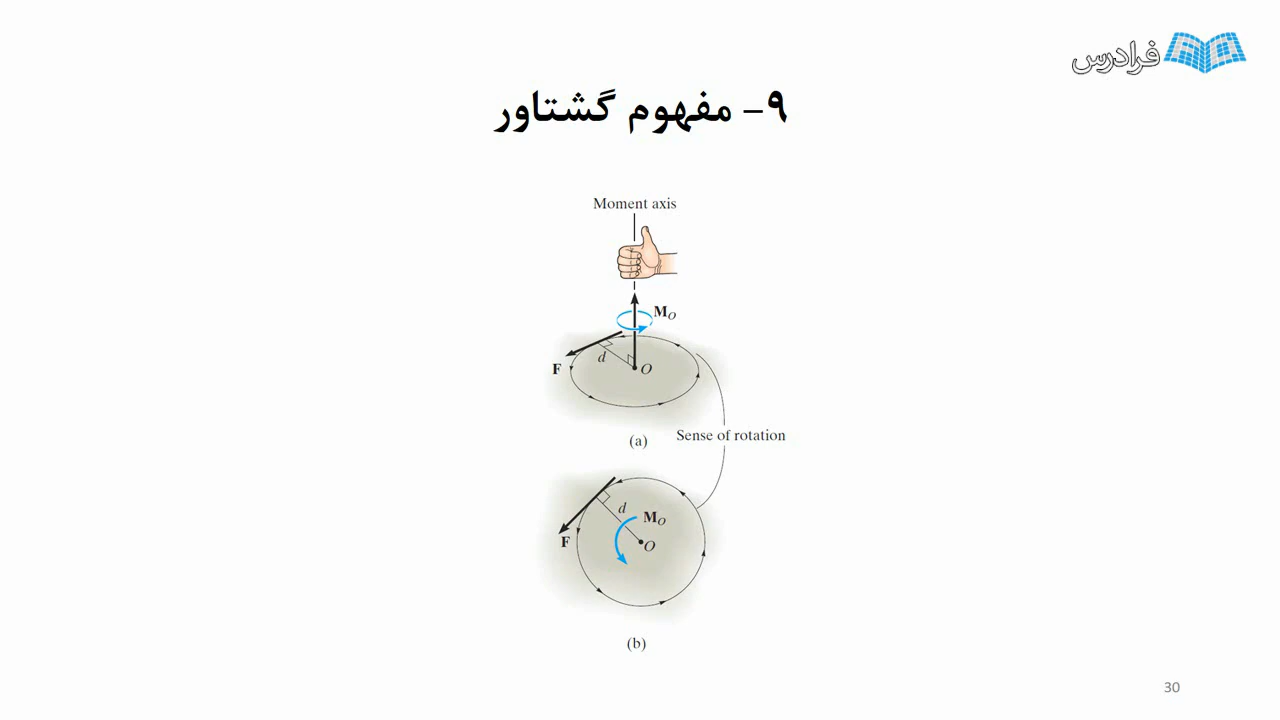 فرادرس
۹- مفهوم گشتاور
Moment axis
M_O
d
F
O
(a)
Sense of rotation
d
M_O
F
O
(b)
30